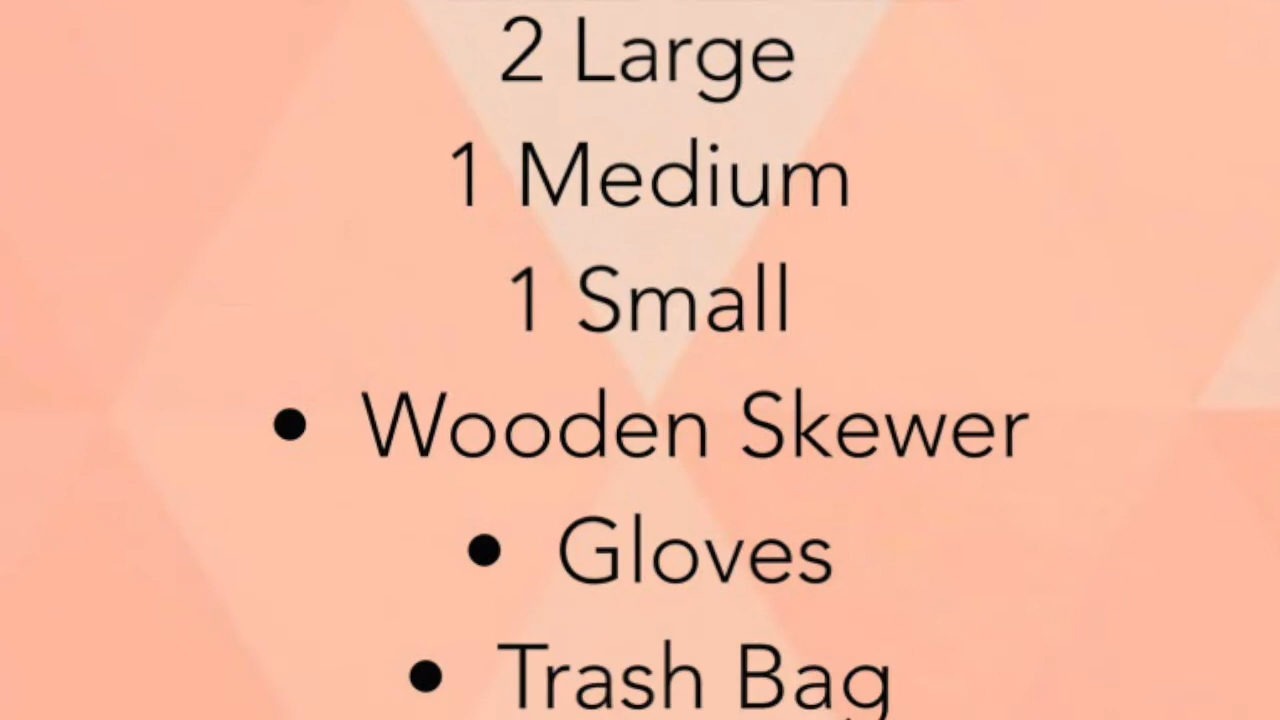 2 Large
1 Medium
1 Small
• Wooden Skewer
• Gloves
• Trash Bag